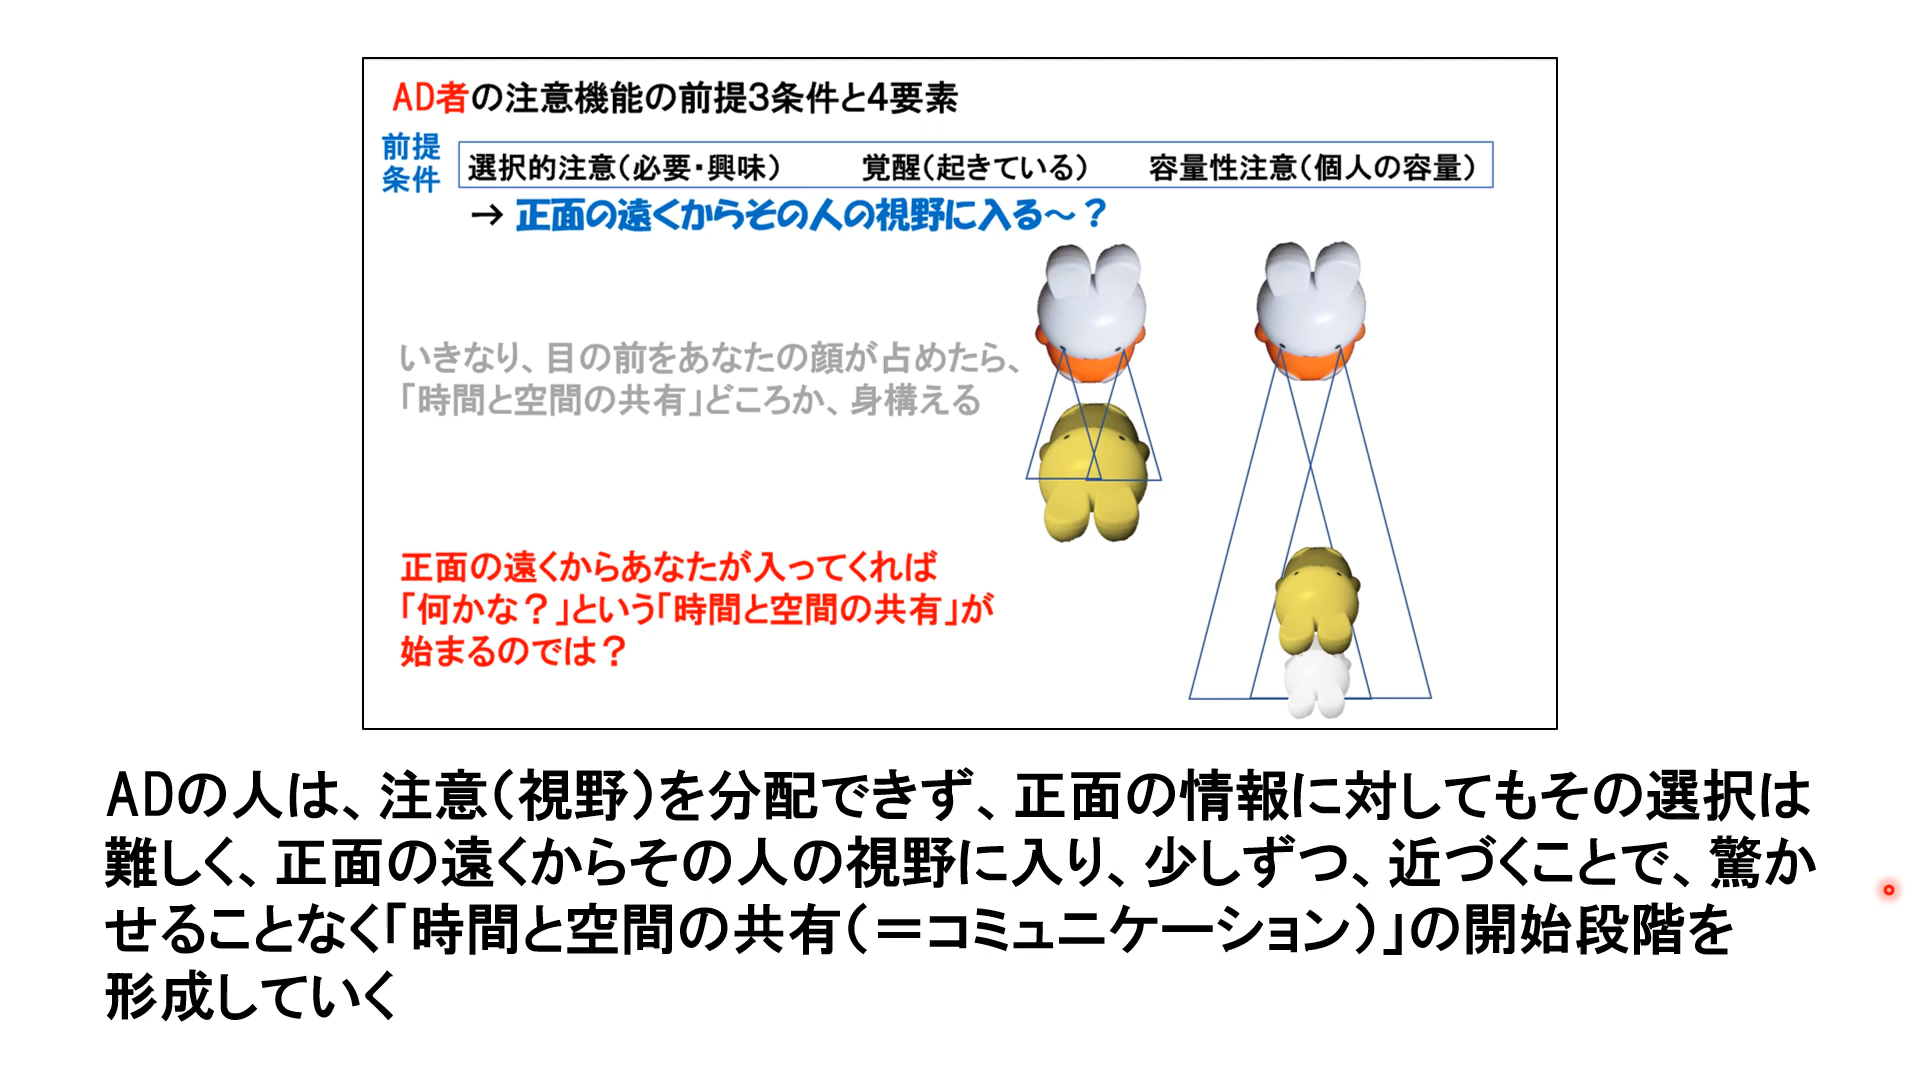 AD者の注意機能の前提3条件と4要素
前提
条件
選択的注意（必要・興味） 覚醒（起きている） 容量性注意（個人の容量）
→ 正面の遠くからその人の視野に入る～？
いきなり、目の前をあなたの顔が占めたら、
「時間と空間の共有」どころか、身構える
正面の遠くからあなたが入ってくれば
「何かな？」という「時間と空間の共有」が
始まるのでは？
ADの人は、注意（視野）を分配できず、正面の情報に対してもその選択は
難しく、正面の遠くからその人の視野に入り、少しずつ、近づくことで、驚か
せることなく「時間と空間の共有（＝コミュニケーション）」の開始段階を
形成していく